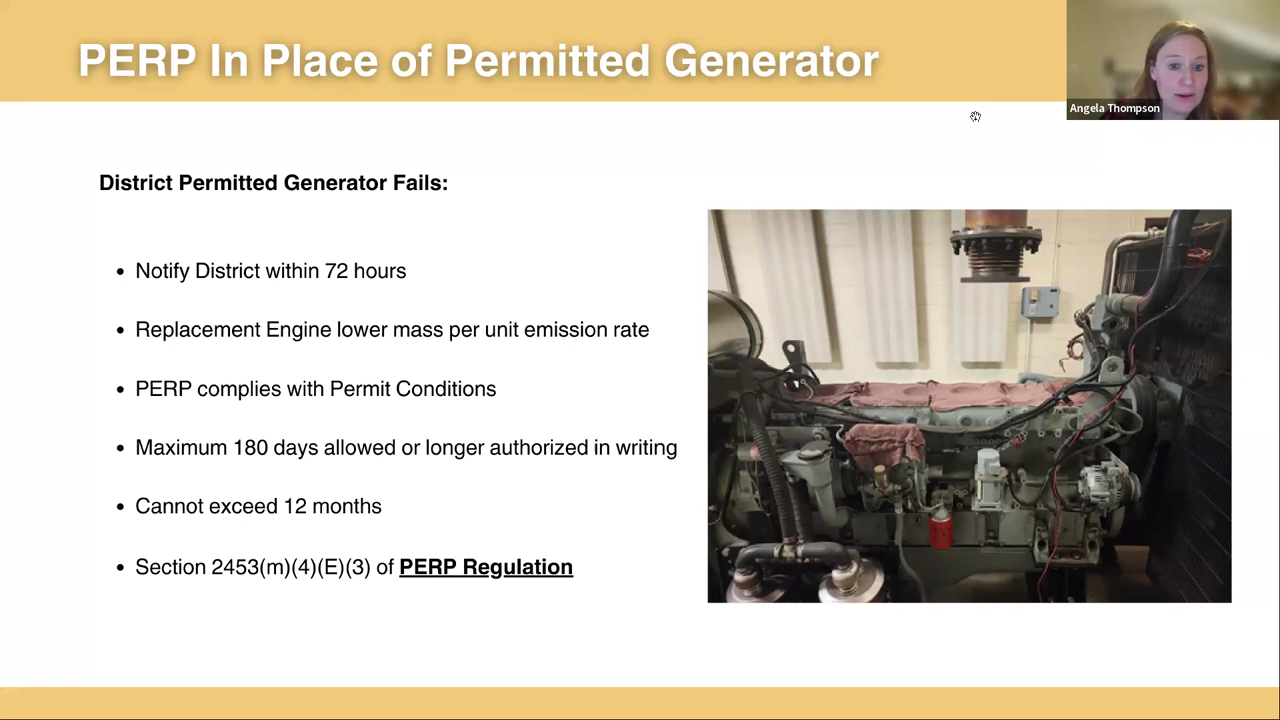 PERP In Place of Permitted Generator
Angela Thompson
District Permitted Generator Fails:
• Notify District within 72 hours
• Replacement Engine lower mass per unit emission rate
• PERP complies with Permit Conditions
• Maximum 180 days allowed or longer authorized in writing
• Cannot exceed 12 months
• Section 2453(m)(4)(E)(3) of PERP Regulation